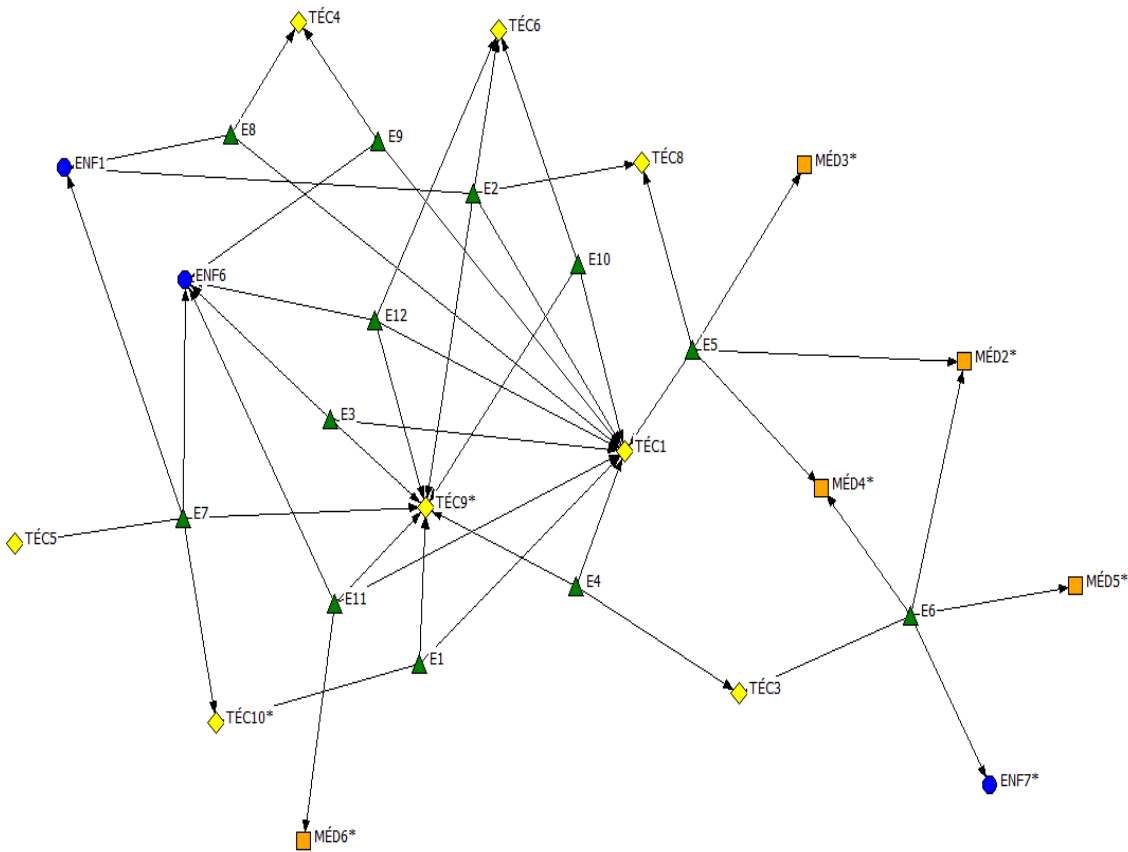 TÉC4
TÉC6
E8
E9
ENF1
TÉC8
MÉD3*
E2
E10
ENF6
E12
E5
MÉD2*
E3
TÉC1
MÉD4*
TÉC9*
E7
TÉC5
E11
E4
MÉD5*
E6
E1
TÉC3
TÉC10*
ENF7*
MÉD6*